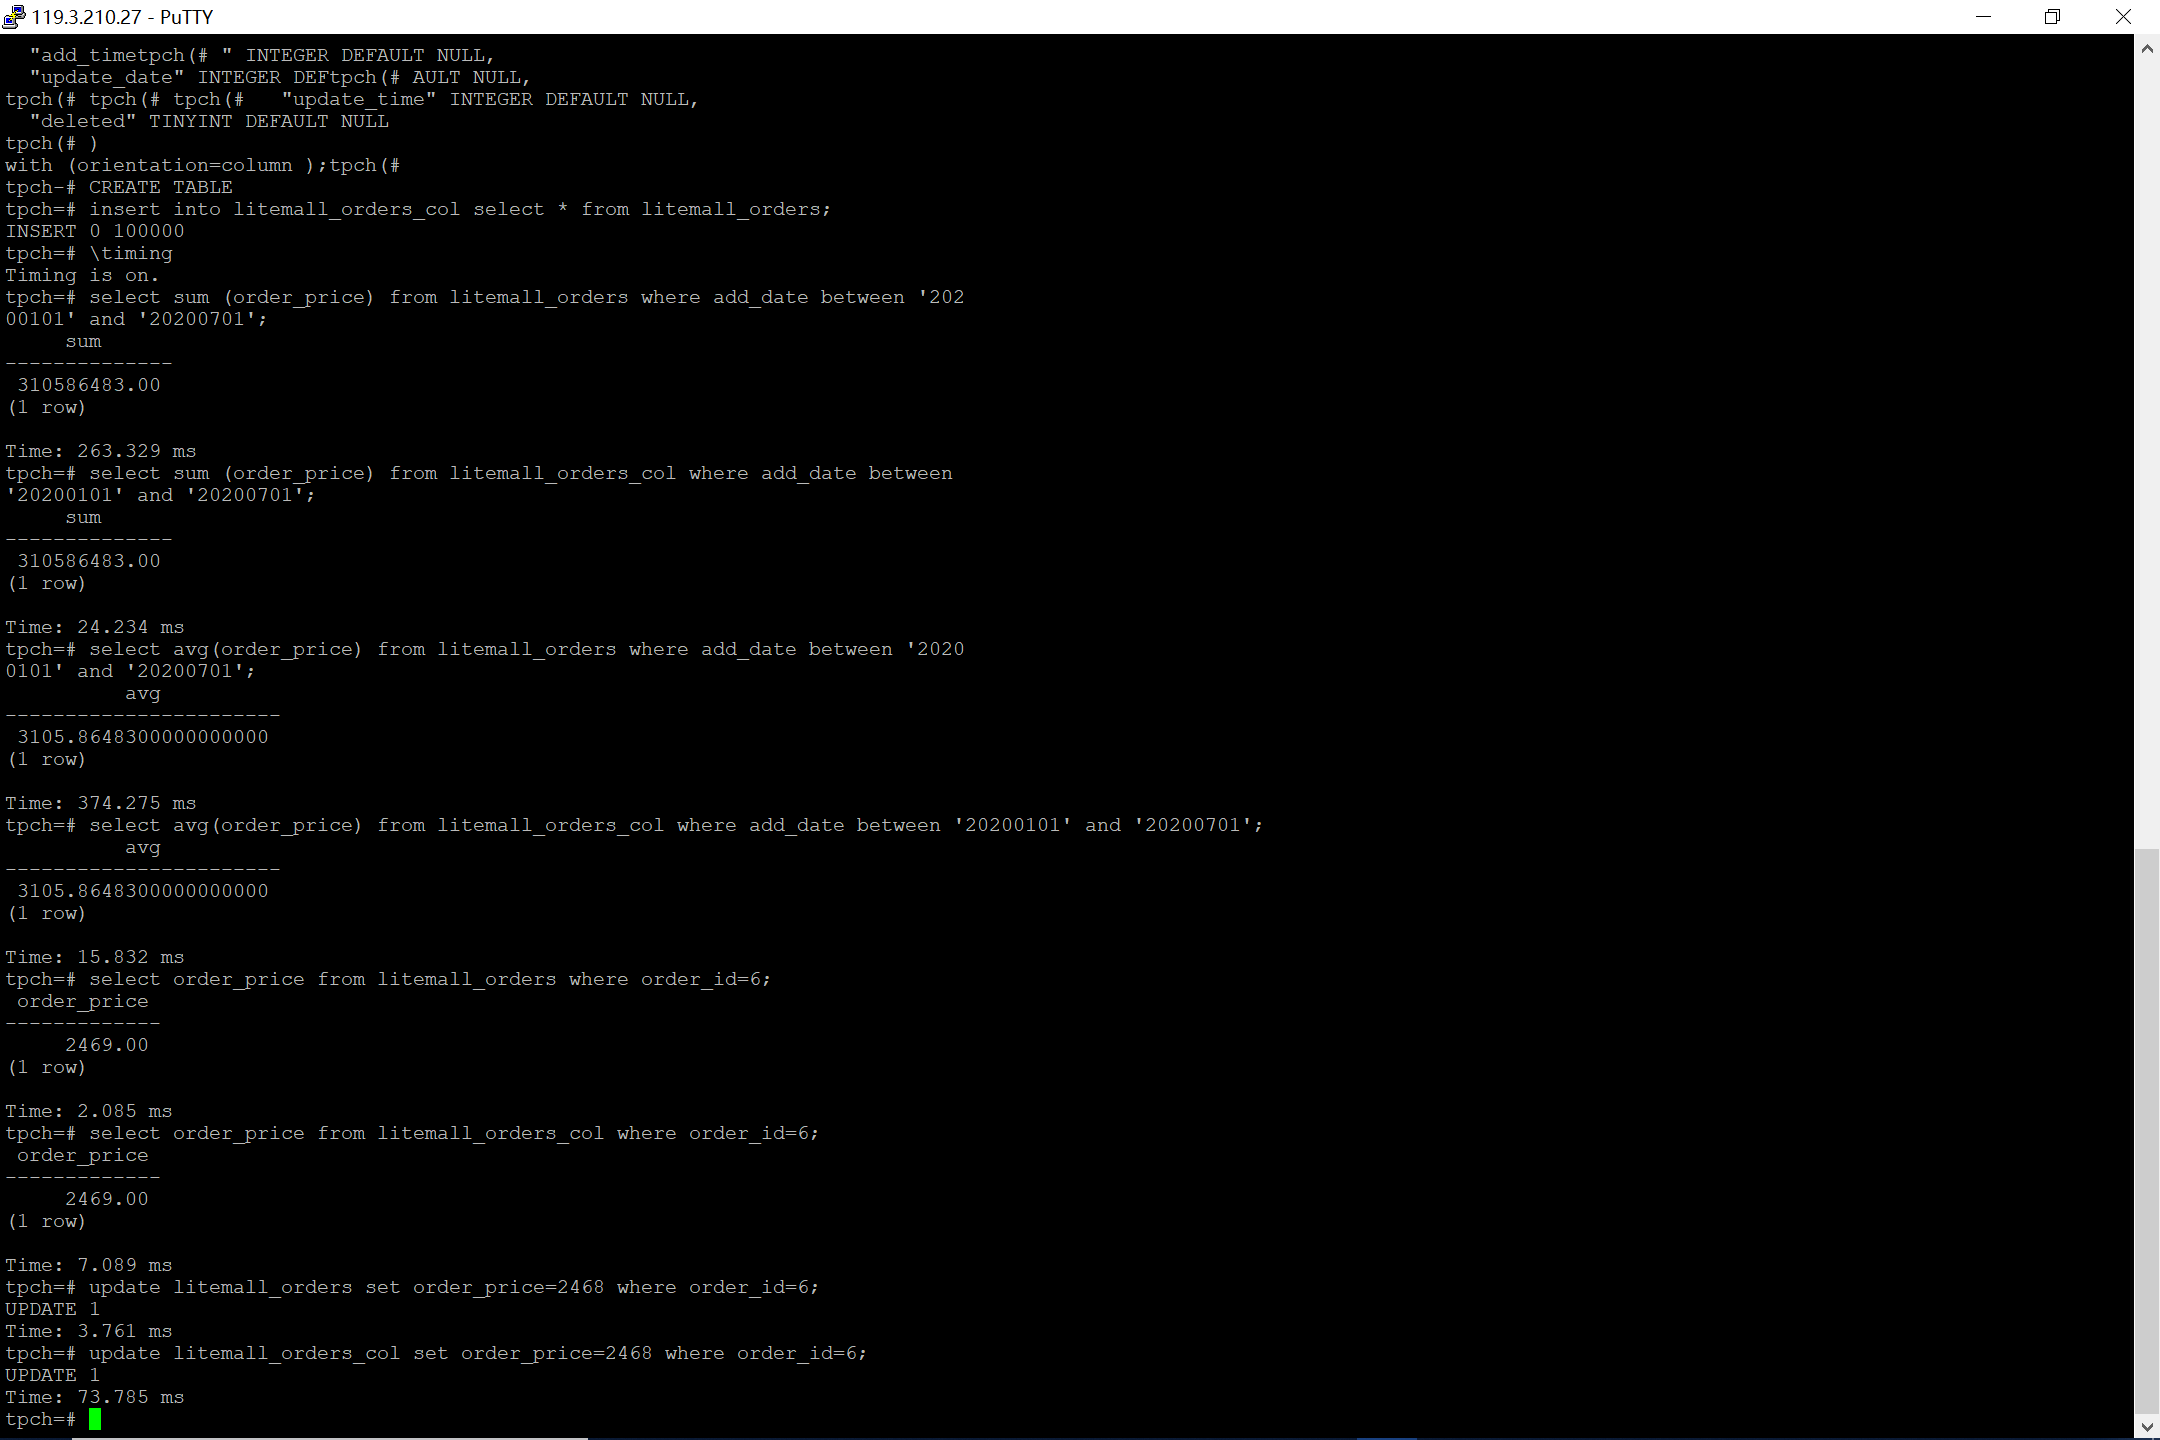 119.3.210.27 - PuTTY
  "add_timetpch(# " INTEGER DEFAULT NULL,
  "update_date" INTEGER DEFtpch(# AULT NULL,
tpch(# tpch(# tpch(#   "update_time" INTEGER DEFAULT NULL,
  "deleted" TINYINT DEFAULT NULL
tpch(# )
with (orientation=column );tpch(#
tpch-# CREATE TABLE
tpch=# insert into litemall_orders_col select * from litemall_orders;
INSERT 0 100000
tpch=# \timing
Timing is on.
tpch=# select sum (order_price) from litemall_orders where add_date between '202
00101' and '20200701';
     sum
--------------
 310586483.00
(1 row)

Time: 263.329 ms
tpch=# select sum (order_price) from litemall_orders_col where add_date between
'20200101' and '20200701';
     sum
--------------
 310586483.00
(1 row)

Time: 24.234 ms
tpch=# select avg(order_price) from litemall_orders where add_date between '2020
0101' and '20200701';
          avg
-----------------------
 3105.8648300000000000
(1 row)

Time: 374.275 ms
tpch=# select avg(order_price) from litemall_orders_col where add_date between '20200101' and '20200701';
          avg
-----------------------
 3105.8648300000000000
(1 row)

Time: 15.832 ms
tpch=# select order_price from litemall_orders where order_id=6;
 order_price
-------------
     2469.00
(1 row)

Time: 2.085 ms
tpch=# select order_price from litemall_orders_col where order_id=6;
 order_price
-------------
     2469.00
(1 row)

Time: 7.089 ms
tpch=# update litemall_orders set order_price=2468 where order_id=6;
UPDATE 1
Time: 3.761 ms
tpch=# update litemall_orders_col set order_price=2468 where order_id=6;
UPDATE 1
Time: 73.785 ms
tpch=#